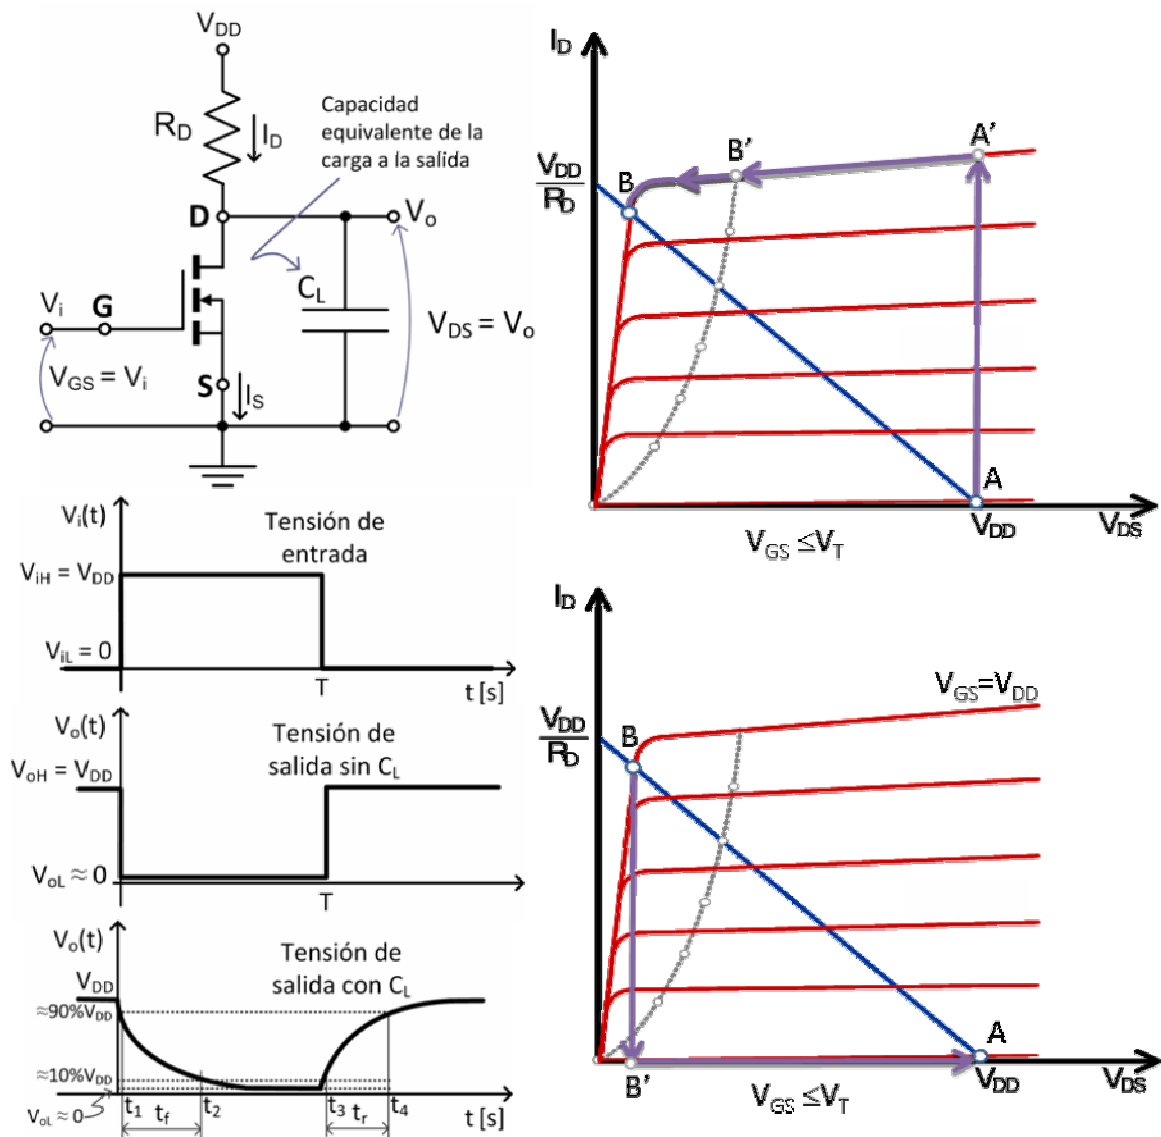 V_DD
R_D
I_D
Capacidad
equivalente de la
carga a la salida
D
V_o
V_i
G
C_L
V_DS = V_o
V_GS = V_i
S
I_S
V_i(t)
Tensión de
entrada
V_iH = V_DD
V_iL = 0
T
t [s]
V_o(t)
Tensión de
salida sin C_L
V_oH = V_DD
V_oL ≈ 0
T
V_o(t)
Tensión de
salida con C_L
V_DD
≈90%V_DD
≈10%V_DD
V_oL ≈ 0
t_1
t_f
t_2
t_3
t_r
t_4
t [s]
I_D
A'
B'
B
V_DD
R_D
A
V_DD
V_DS
V_GS ≤V_T
I_D
V_GS=V_DD
V_DD
R_D
B
A
V_DD
V_DS
B'
V_GS ≤V_T